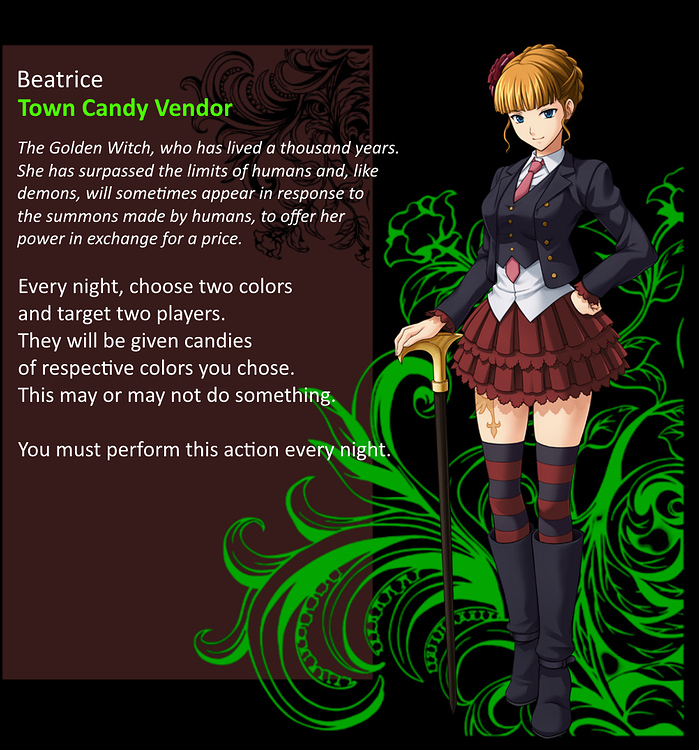 Beatrice
Town Candy Vendor
The Golden Witch, who has lived a thousand years.
She has surpassed the limits of humans and, like
demons, will sometimes appear in response to
the summons made by humans, to offer her
power in exchange for a price.
Every night, choose two colors
and target two players.
They will be given candies
of respective colors you chose.
This may or may not do something.
You must perform this action every night.